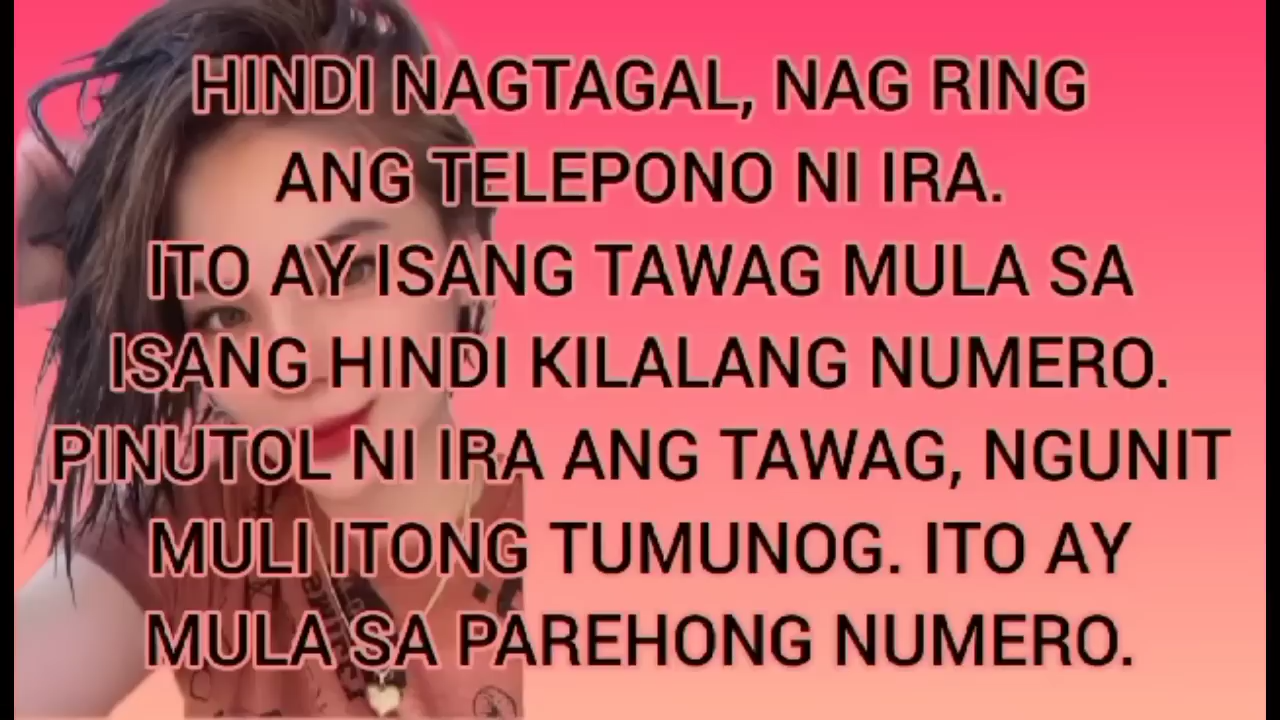 HINDI NAGTAGAL, NAG RING
ANG TELEPONO NI IRA.
ITO AY ISANG TAWAG MULA SA
ISANG HINDI KILALANG NUMERO.
PINUTOL NI IRA ANG TAWAG, NGUNIT
MULI ITONG TUMUNOG. ITO AY
MULA SA PAREHONG NUMERO.